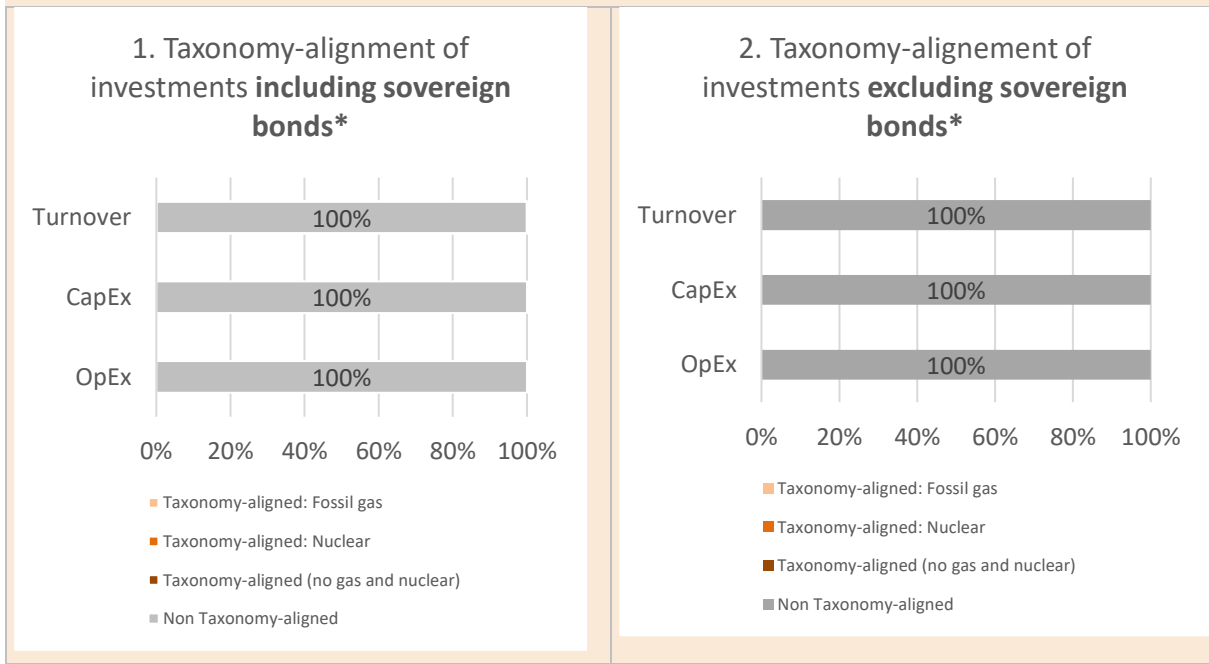 1. Taxonomy-alignment of
investments including sovereign
bonds*
Turnover
100%
CapEx
100%
OpEx
100%
0% 20% 40% 60% 80% 100%
Taxonomy-aligned: Fossil gas
Taxonomy-aligned: Nuclear
Taxonomy-aligned (no gas and nuclear)
Non Taxonomy-aligned
2. Taxonomy-alignement of
investments excluding sovereign
bonds*
Turnover
100%
CapEx
100%
OpEx
100%
0% 20% 40% 60% 80% 100%
Taxonomy-aligned: Fossil gas
Taxonomy-aligned: Nuclear
Taxonomy-aligned (no gas and nuclear)
Non Taxonomy-aligned